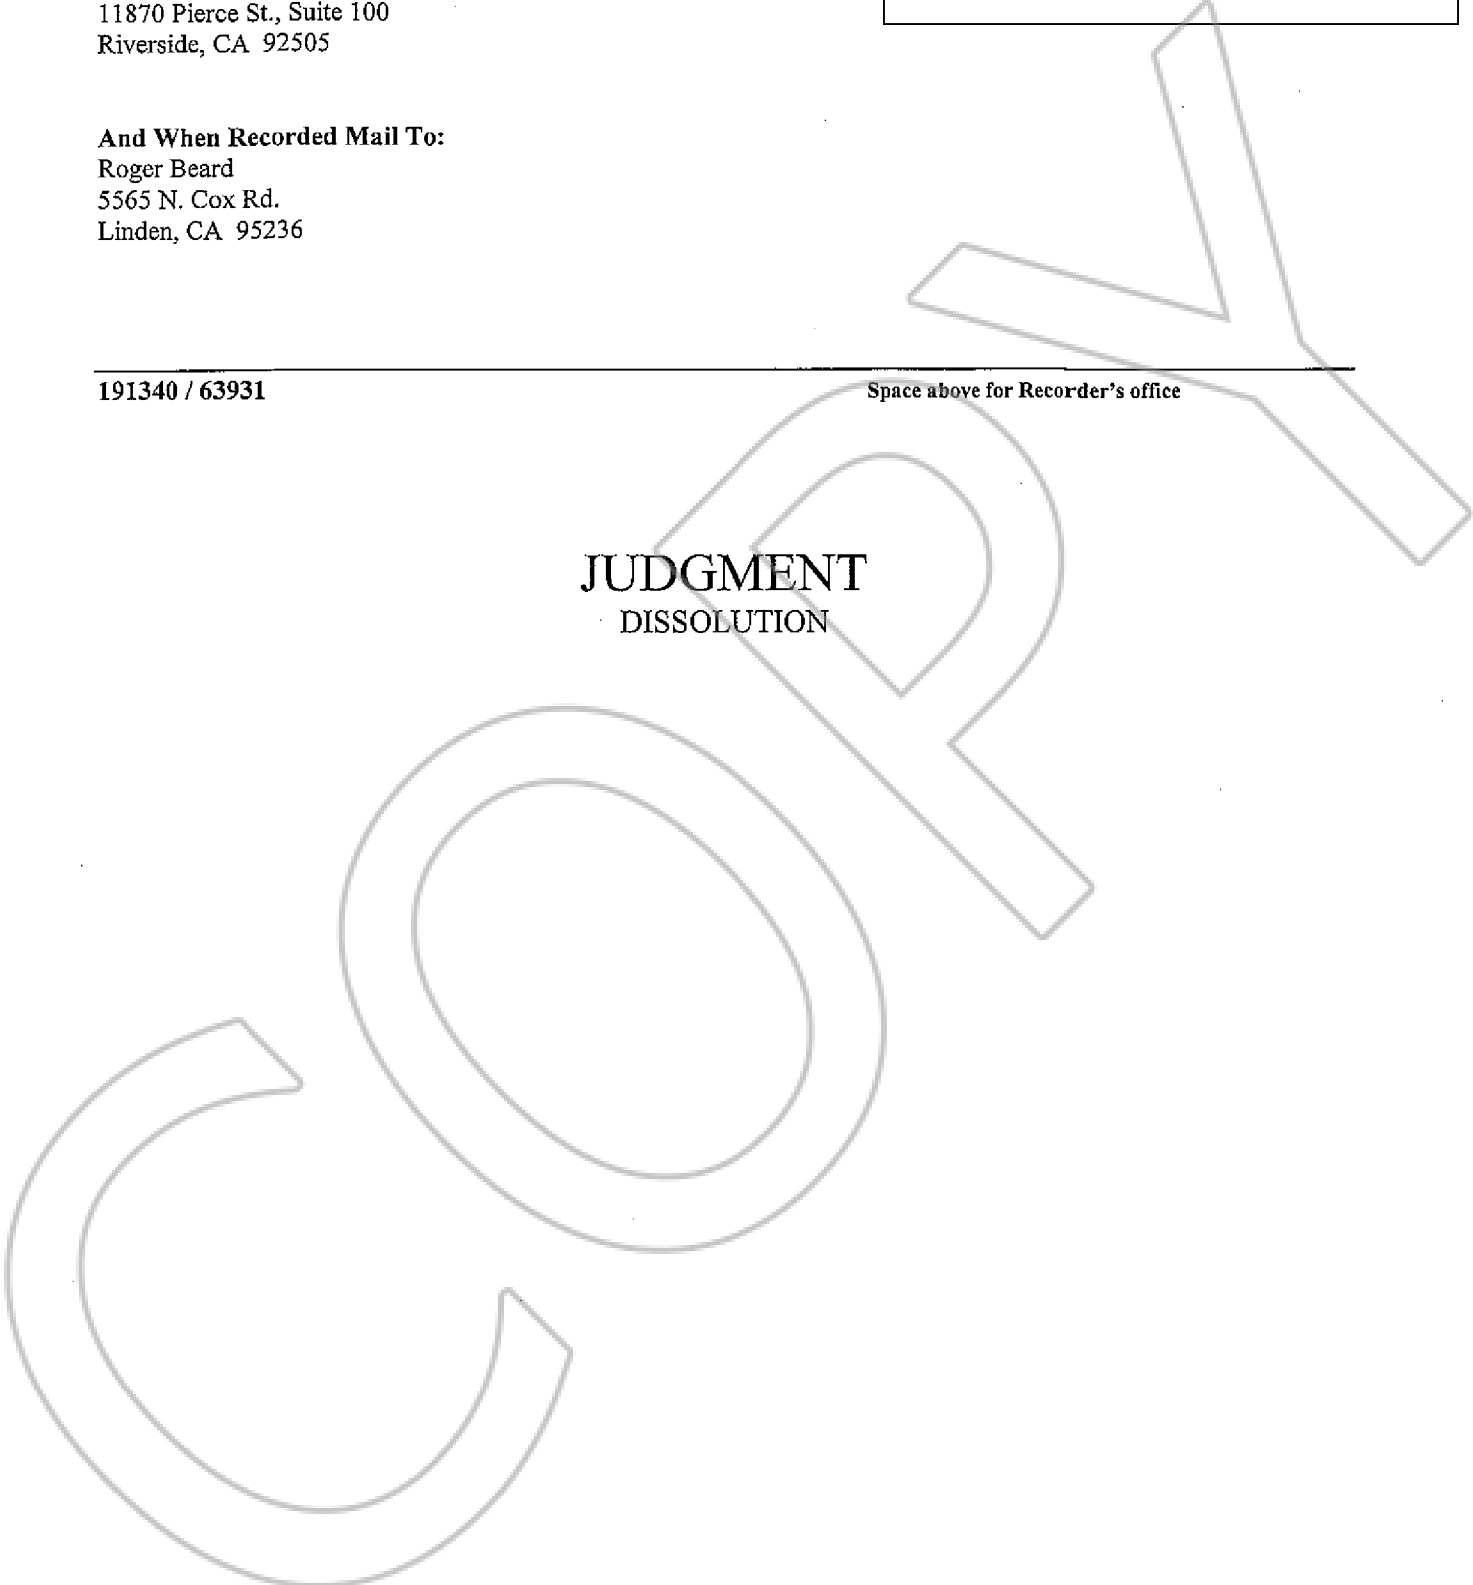 11870 Pierce St., Suite 100
Riverside, CA 92505
And When Recorded Mail To:
Roger Beard
5565 N. Cox Rd.
Linden, CA 95236
191340 / 63931
Space above for Recorder's office
JUDGMENT
DISSOLUTION
COPY